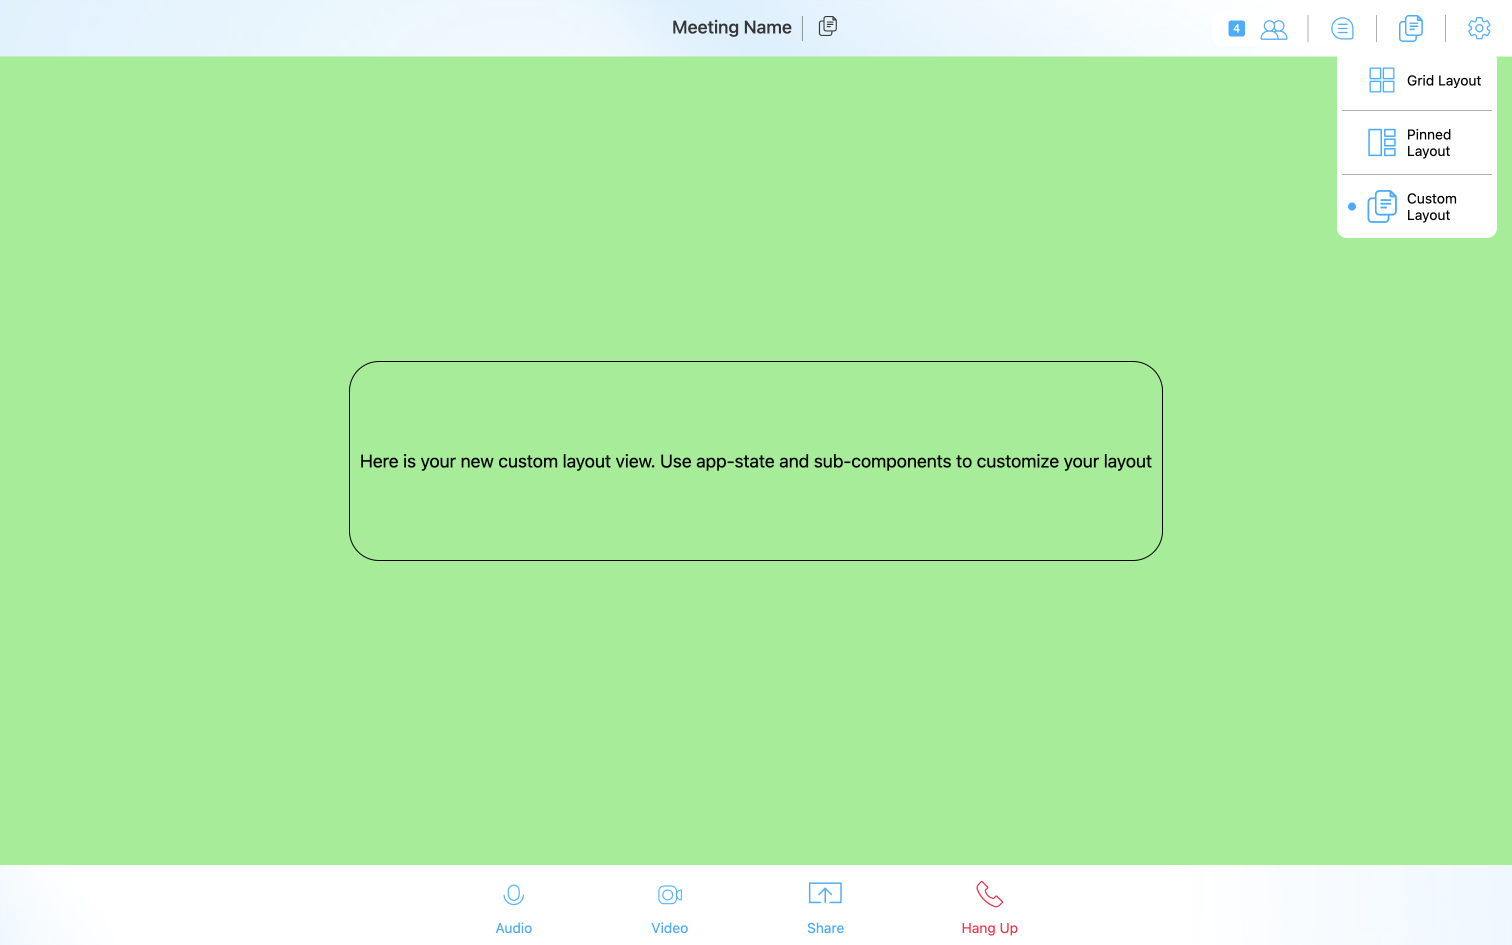 Meeting Name
4
Grid Layout
Pinned
Layout
Custom
Layout
Here is your new custom layout view. Use app-state and sub-components to customize your layout
Audio
Video
Share
Hang Up